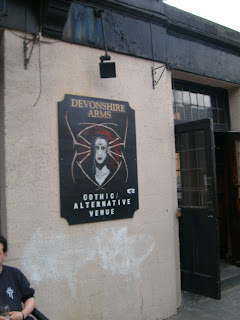 DEVONSHIRE
ARMS
GOTHIC/
ALTERNATIVE
VENUE